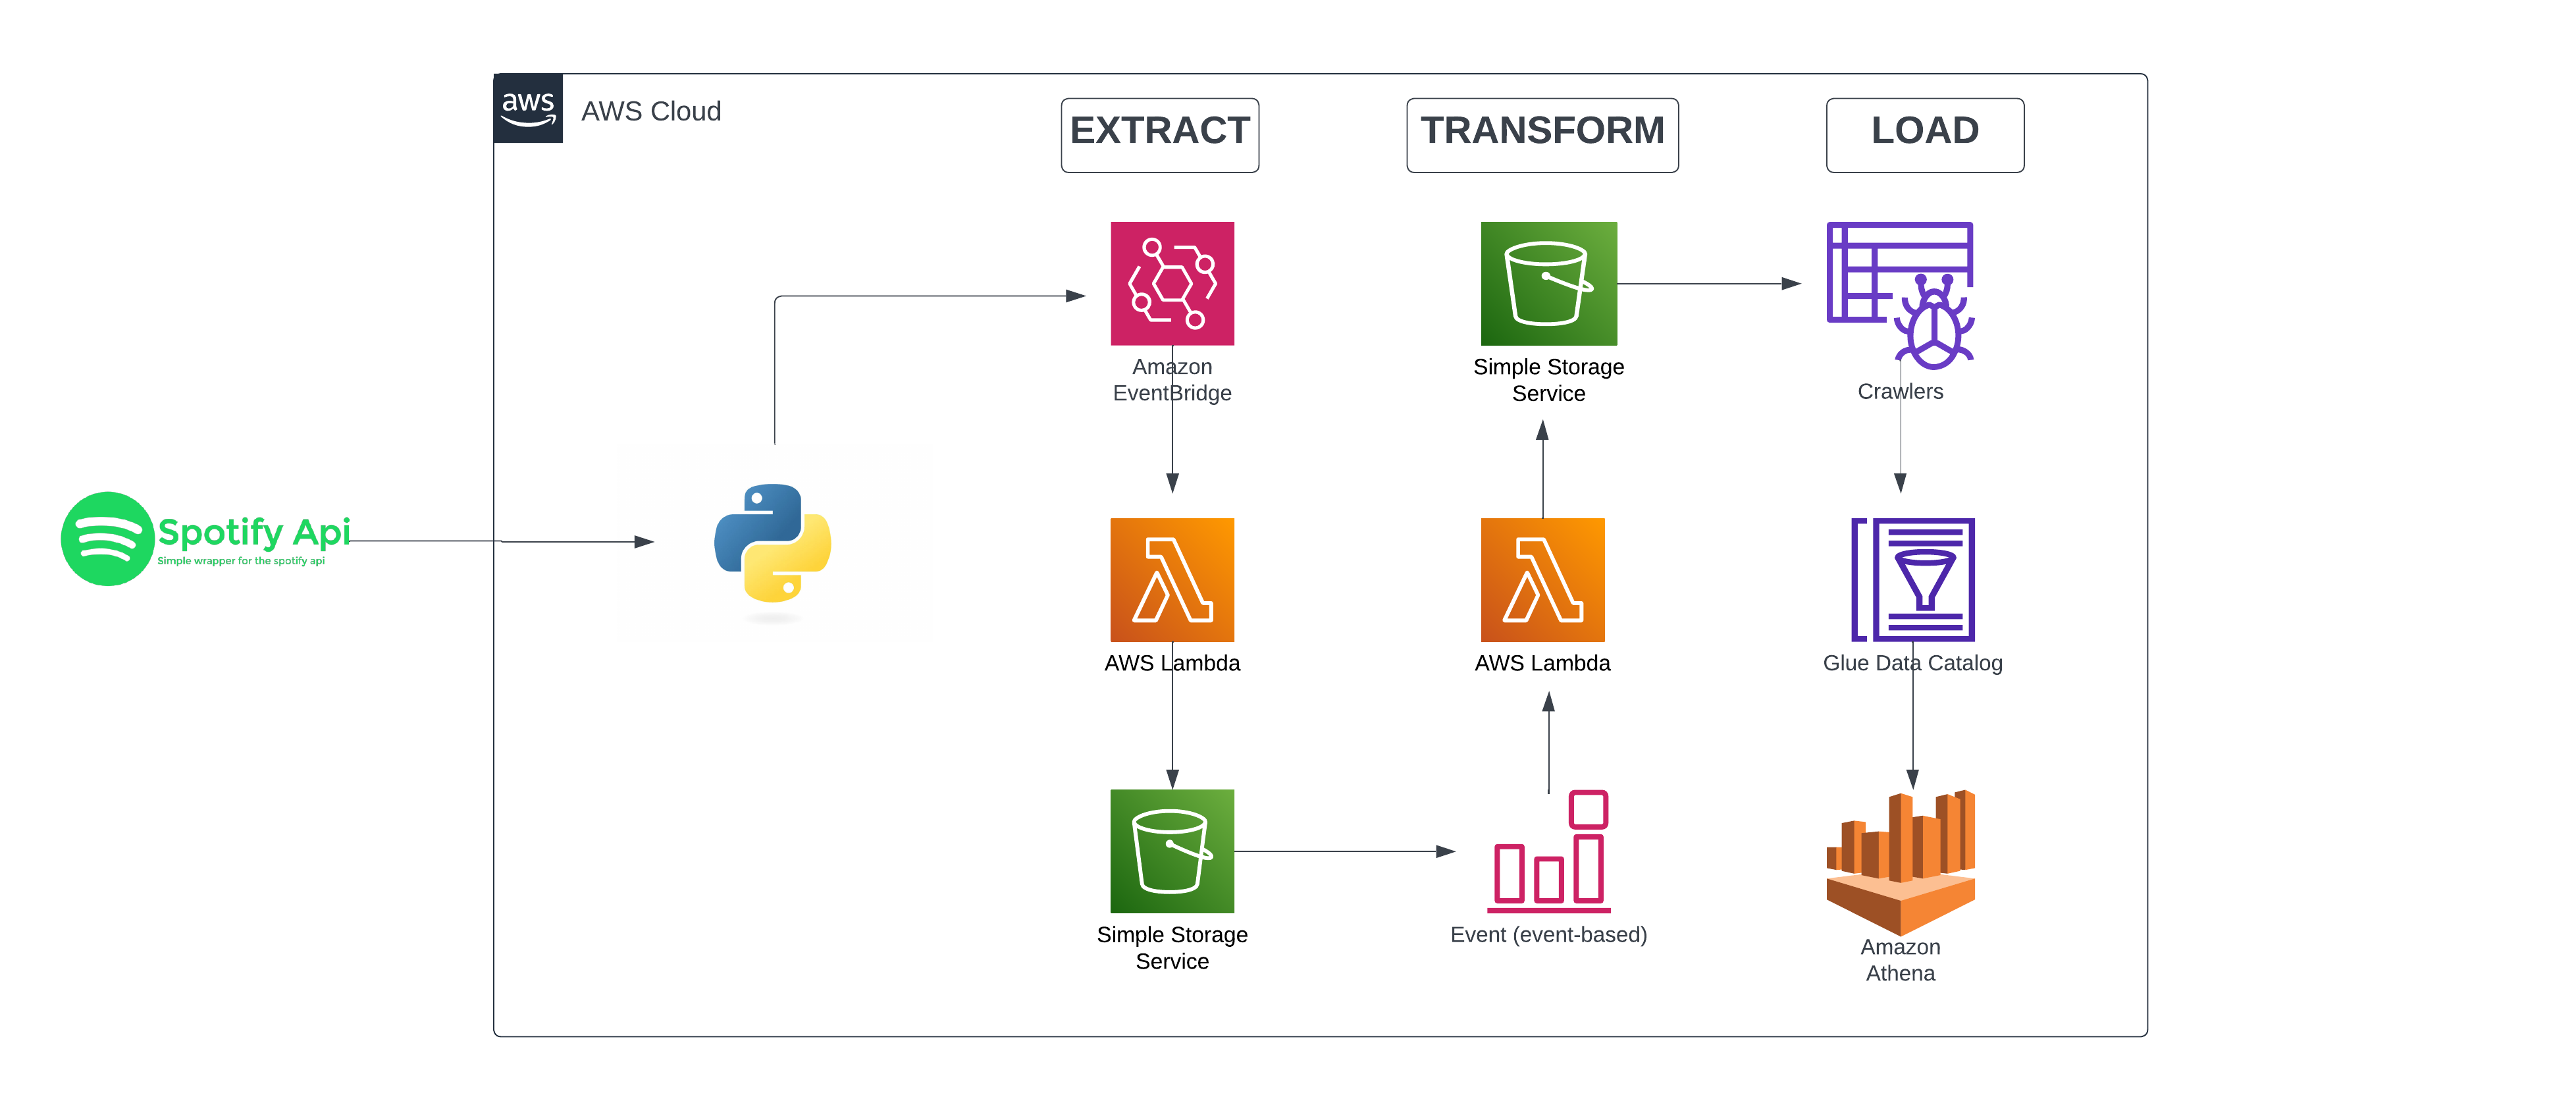 aws
AWS Cloud
EXTRACT
TRANSFORM
LOAD
Amazon
EventBridge
Simple Storage
Service
Crawlers
Spotify Api
Simple wrapper for the spotify api
AWS Lambda
AWS Lambda
Glue Data Catalog
Simple Storage
Service
Event (event-based)
Amazon
Athena